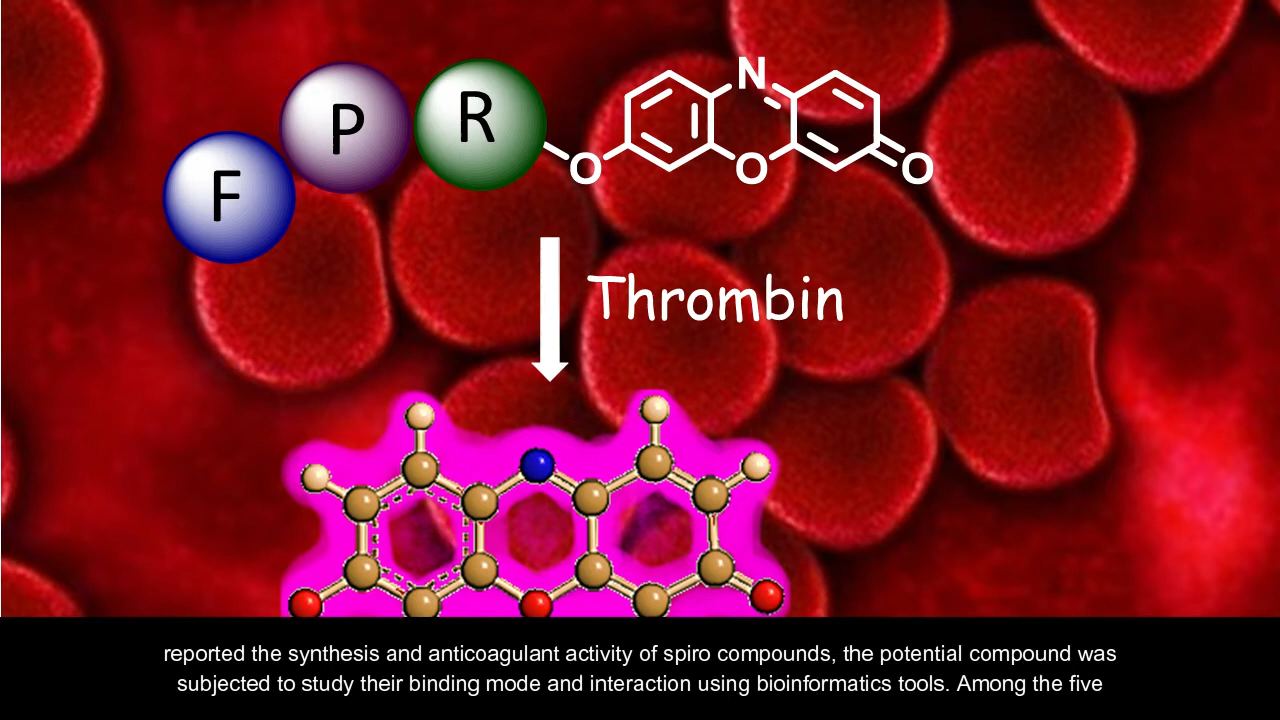 F P R
N
O O O
Thrombin
reported the synthesis and anticoagulant activity of spiro compounds, the potential compound was
subjected to study their binding mode and interaction using bioinformatics tools. Among the five